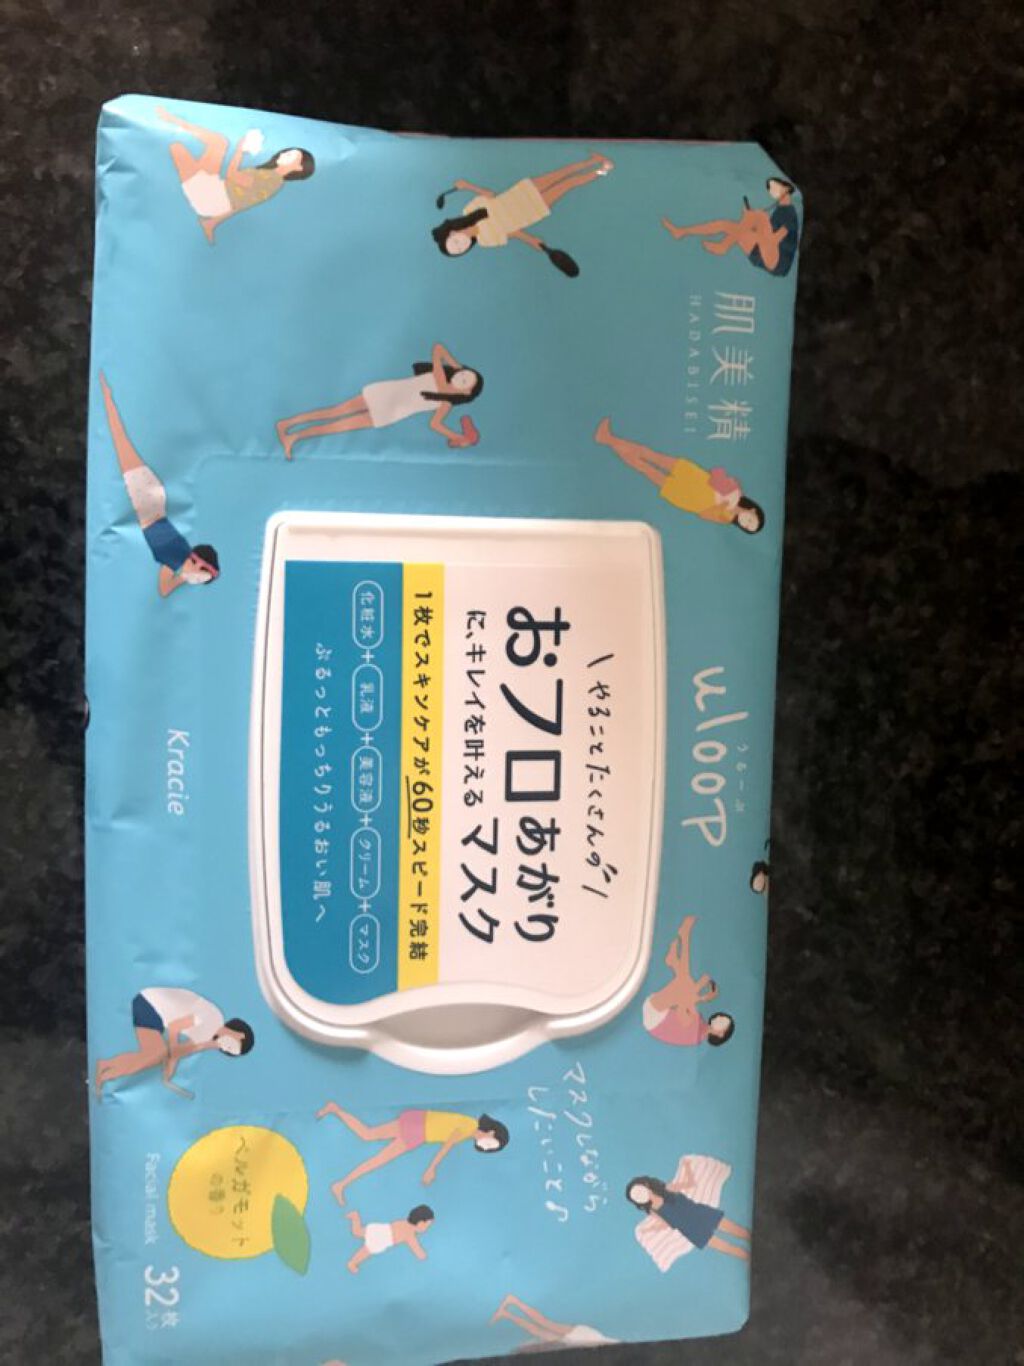 肌美精
HADABISEI
uloop
うるーぷ
\やることたくさんの/
おフロあがり
に、キレイを叶えるマスク
1枚でスキンケアが60秒スピード完結
化粧水+乳液+美容液+クリーム+マスク
ぷるっともっちりうるおい肌へ
Kracie
マスクしながら
したいこと♪
ベルガモット
の香り
Facial mask 32枚入り